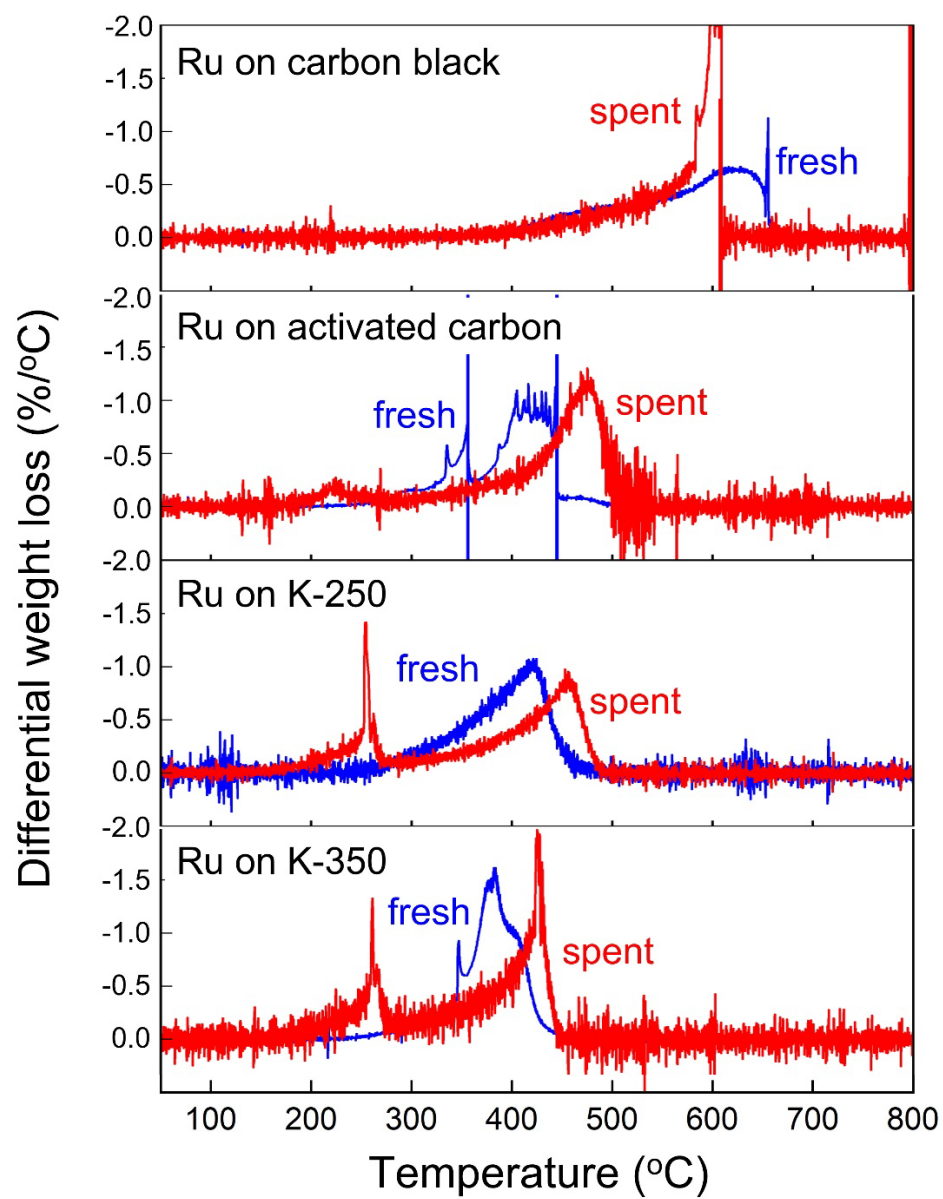 Differential weight loss (%/ºC)
-2.0
Ru on carbon black
-1.5
spent
-1.0
fresh
-0.5
0.0
-2.0
Ru on activated carbon
-1.5
fresh
spent
-1.0
-0.5
0.0
-2.0
Ru on K-250
-1.5
fresh
-1.0
spent
-0.5
0.0
-2.0
Ru on K-350
-1.5
fresh
-1.0
spent
-0.5
0.0
100 200 300 400 500 600 700 800
Temperature (ºC)